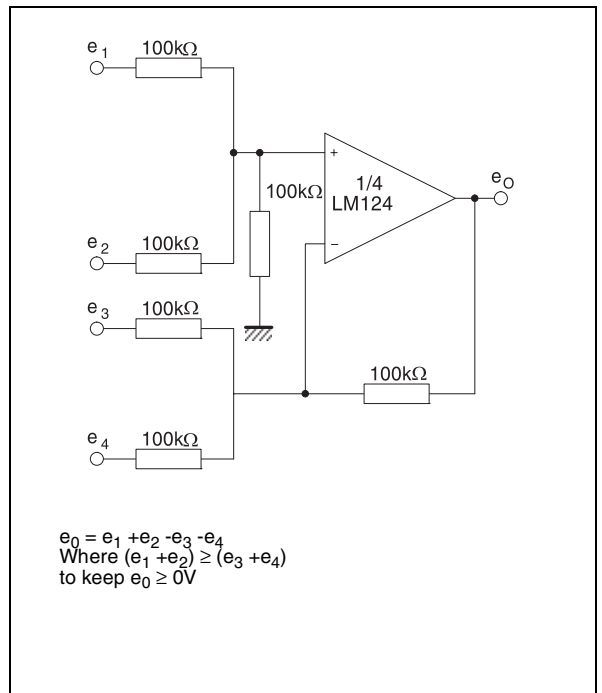 e1
100kΩ
+
100kΩ
1/4
LM124
eO
e2
100kΩ
−
e3
100kΩ
100kΩ
e4
100kΩ
e0 = e1 +e2 -e3 -e4
Where (e1 +e2) ≥ (e3 +e4)
to keep e0 ≥ 0V